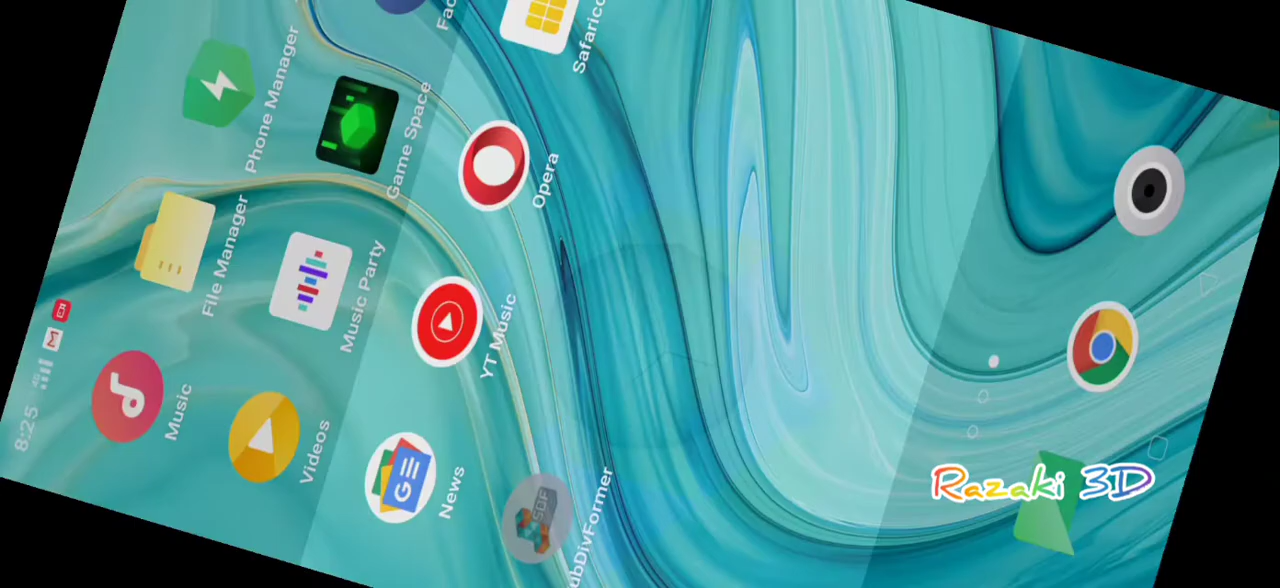 8:25
Music
File Manager
Phone Manager
Videos
Music Party
Game Space
News
YT Music
Opera
ubDivFormer
SDF
Razaki 3D